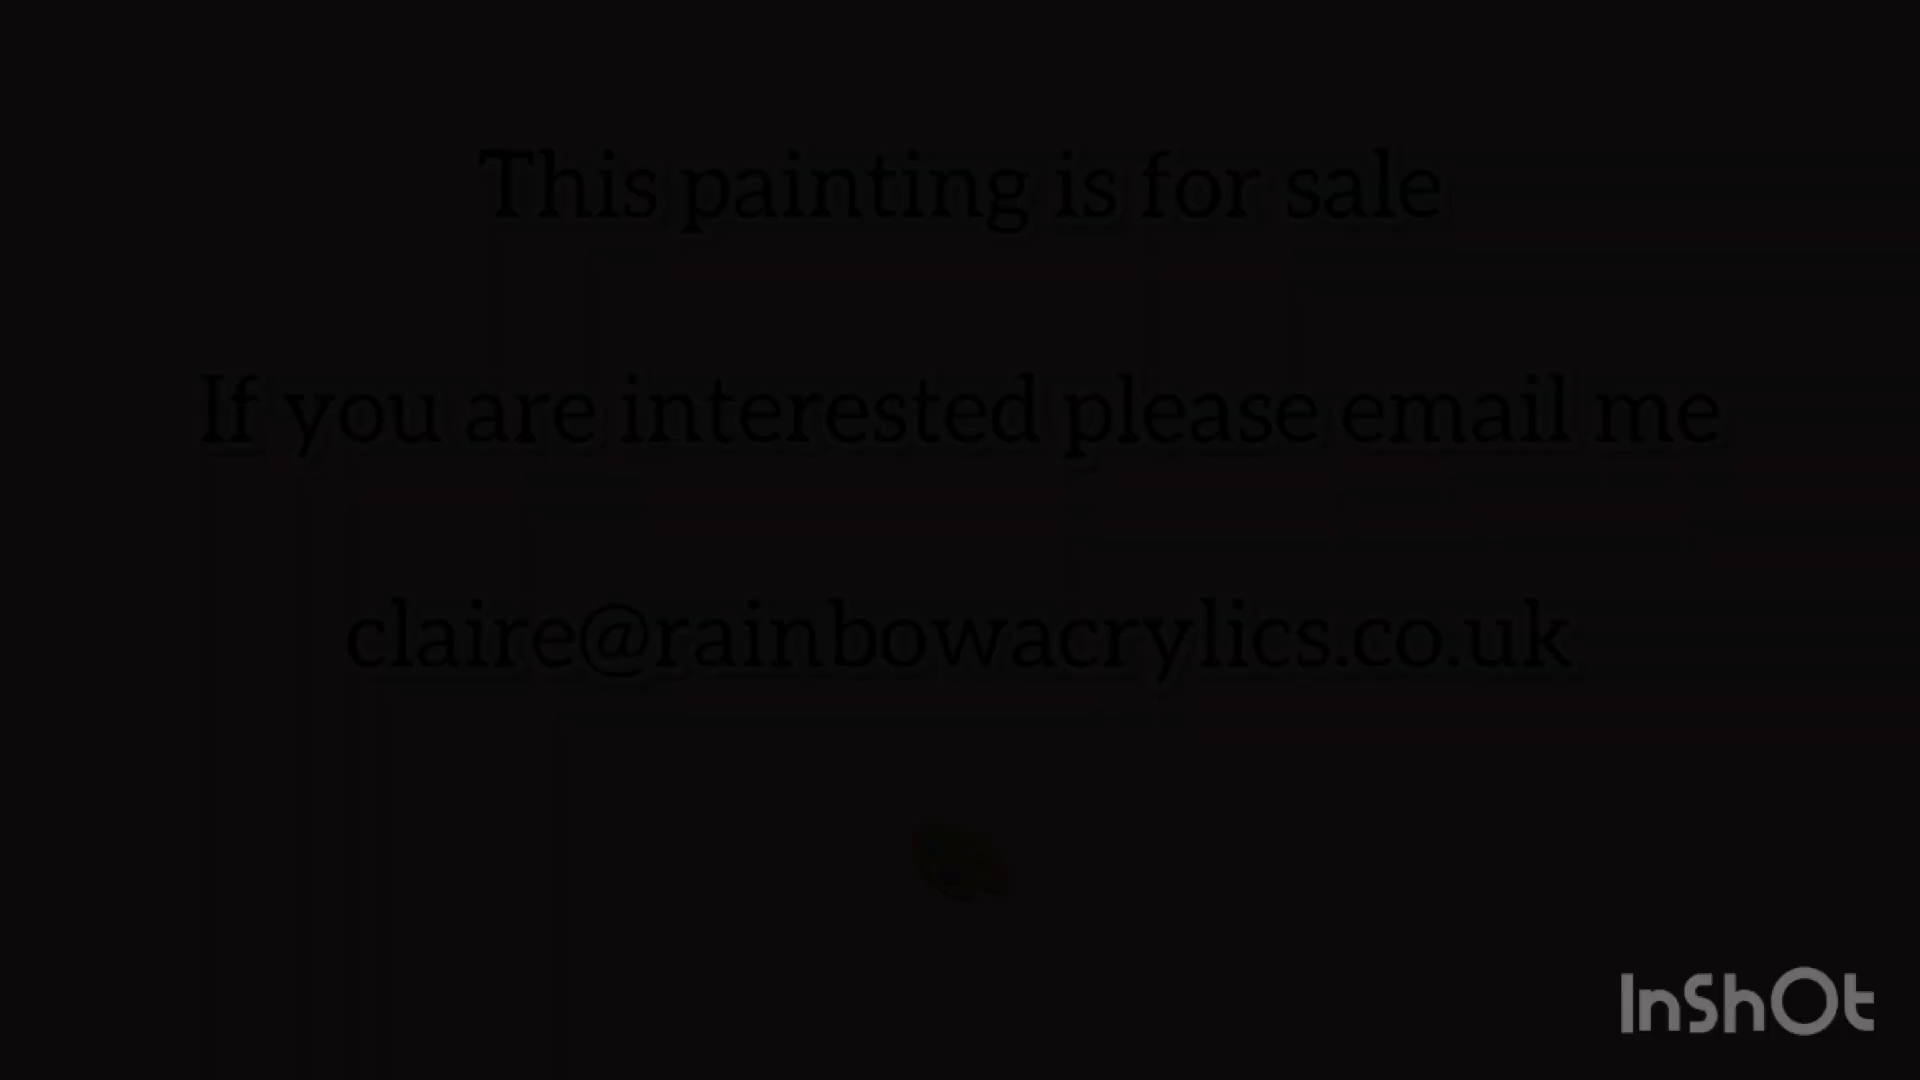 This painting is for sale
If you are interested please email me
claire@rainbowacrylics.co.uk
InShOt